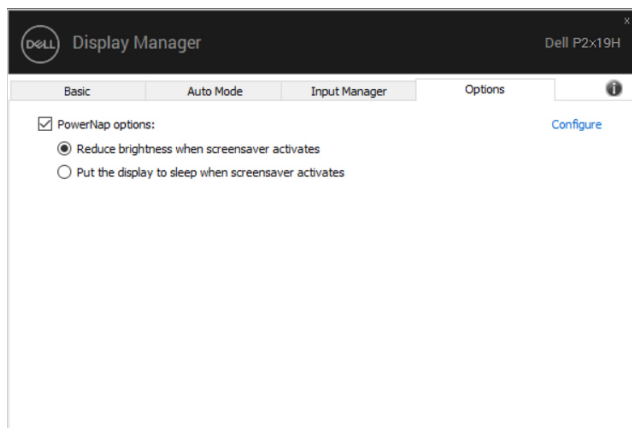 DELL Display Manager Dell P2x19H
Basic Auto Mode Input Manager Options
PowerNap options: Configure
Reduce brightness when screensaver activates
Put the display to sleep when screensaver activates